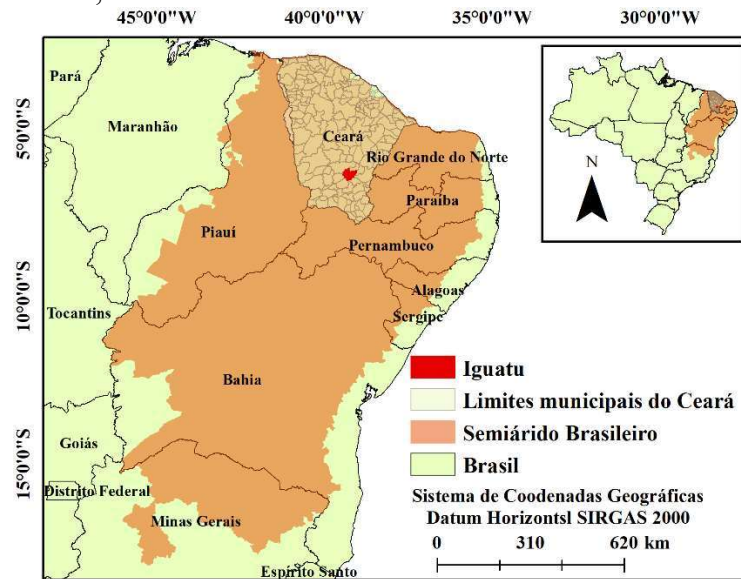 45°0'0"W 40°0'0"W 35°0'0"W 30°0'0"W
Pará
Maranhão
Ceará
5°0'0"S
Rio Grande do Norte
N
Paraíba
Piauí
Pernambuco
Alagoas
10°0'0"S
Sergipe
Tocantins
Bahia
Iguatu
Limites municipais do Ceará
Semiárido Brasileiro
Brasil
Goiás
15°0'0"S
Distrito Federal
Minas Gerais
Espírito Santo
Sistema de Coodenadas Geográficas
Datum Horizontsl SIRGAS 2000
0 310 620 km